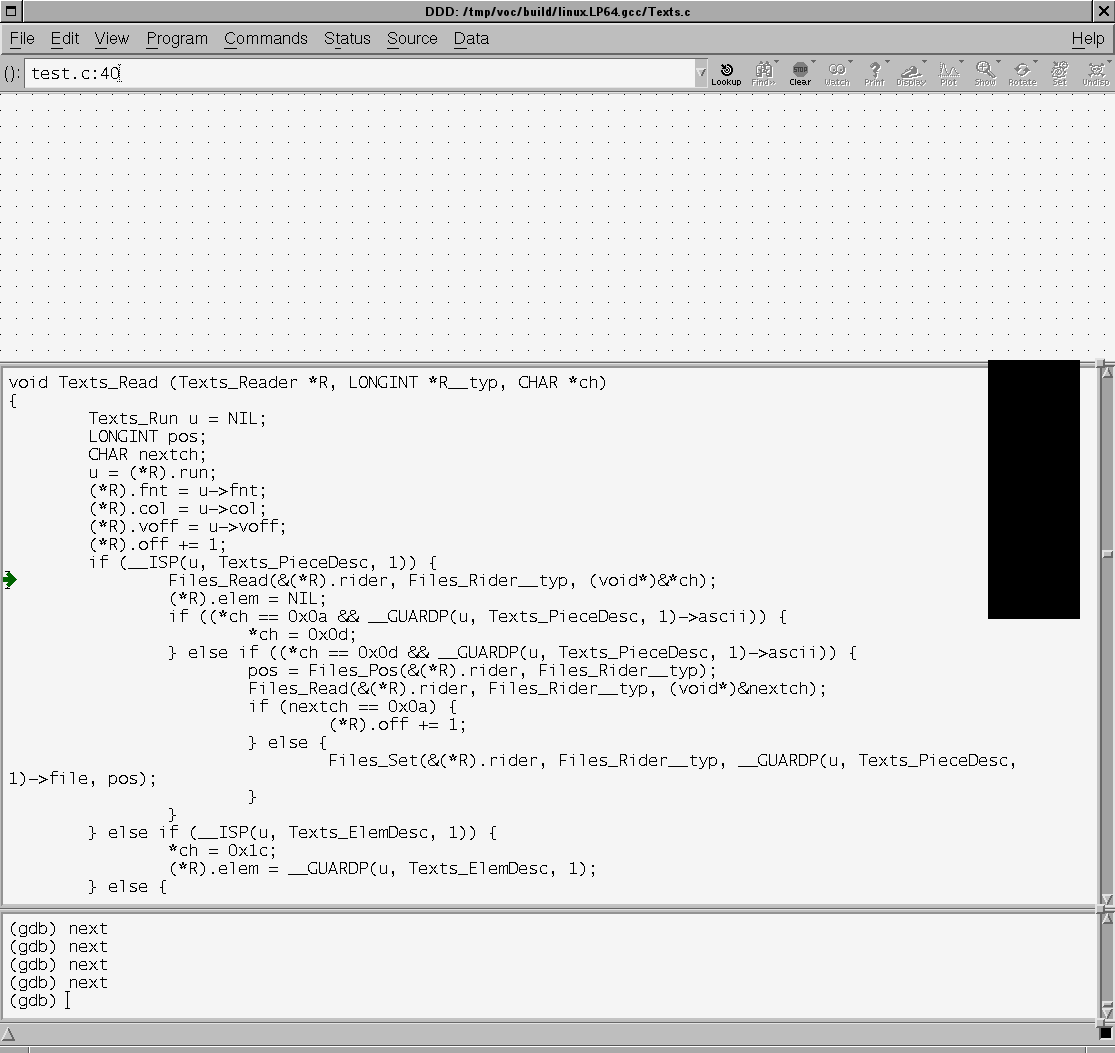 DDD: /tmp/voc/build/linux.LP64.gcc/Texts.c
File Edit View Program Commands Status Source Data Help
(): test.c:40
Lookup Find» Clear Watch Print Display Plot Show Rotate Set Undisp
STOP
void Texts_Read (Texts_Reader *R, LONGINT *R__typ, CHAR *ch)
{
        Texts_Run u = NIL;
        LONGINT pos;
        CHAR nextch;
        u = (*R).run;
        (*R).fnt = u->fnt;
        (*R).col = u->col;
        (*R).voff = u->voff;
        (*R).off += 1;
        if (__ISP(u, Texts_PieceDesc, 1)) {
                Files_Read(&(*R).rider, Files_Rider__typ, (void*)&*ch);
                (*R).elem = NIL;
                if ((*ch == 0x0a && __GUARDP(u, Texts_PieceDesc, 1)->ascii)) {
                        *ch = 0x0d;
                } else if ((*ch == 0x0d && __GUARDP(u, Texts_PieceDesc, 1)->ascii)) {
                        pos = Files_Pos(&(*R).rider, Files_Rider__typ);
                        Files_Read(&(*R).rider, Files_Rider__typ, (void*)&nextch);
                        if (nextch == 0x0a) {
                                (*R).off += 1;
                        } else {
                                Files_Set(&(*R).rider, Files_Rider__typ, __GUARDP(u, Texts_PieceDesc,
1)->file, pos);
                        }
                }
        } else if (__ISP(u, Texts_ElemDesc, 1)) {
                *ch = 0x1c;
                (*R).elem = __GUARDP(u, Texts_ElemDesc, 1);
        } else {
(gdb) next
(gdb) next
(gdb) next
(gdb) next
(gdb)